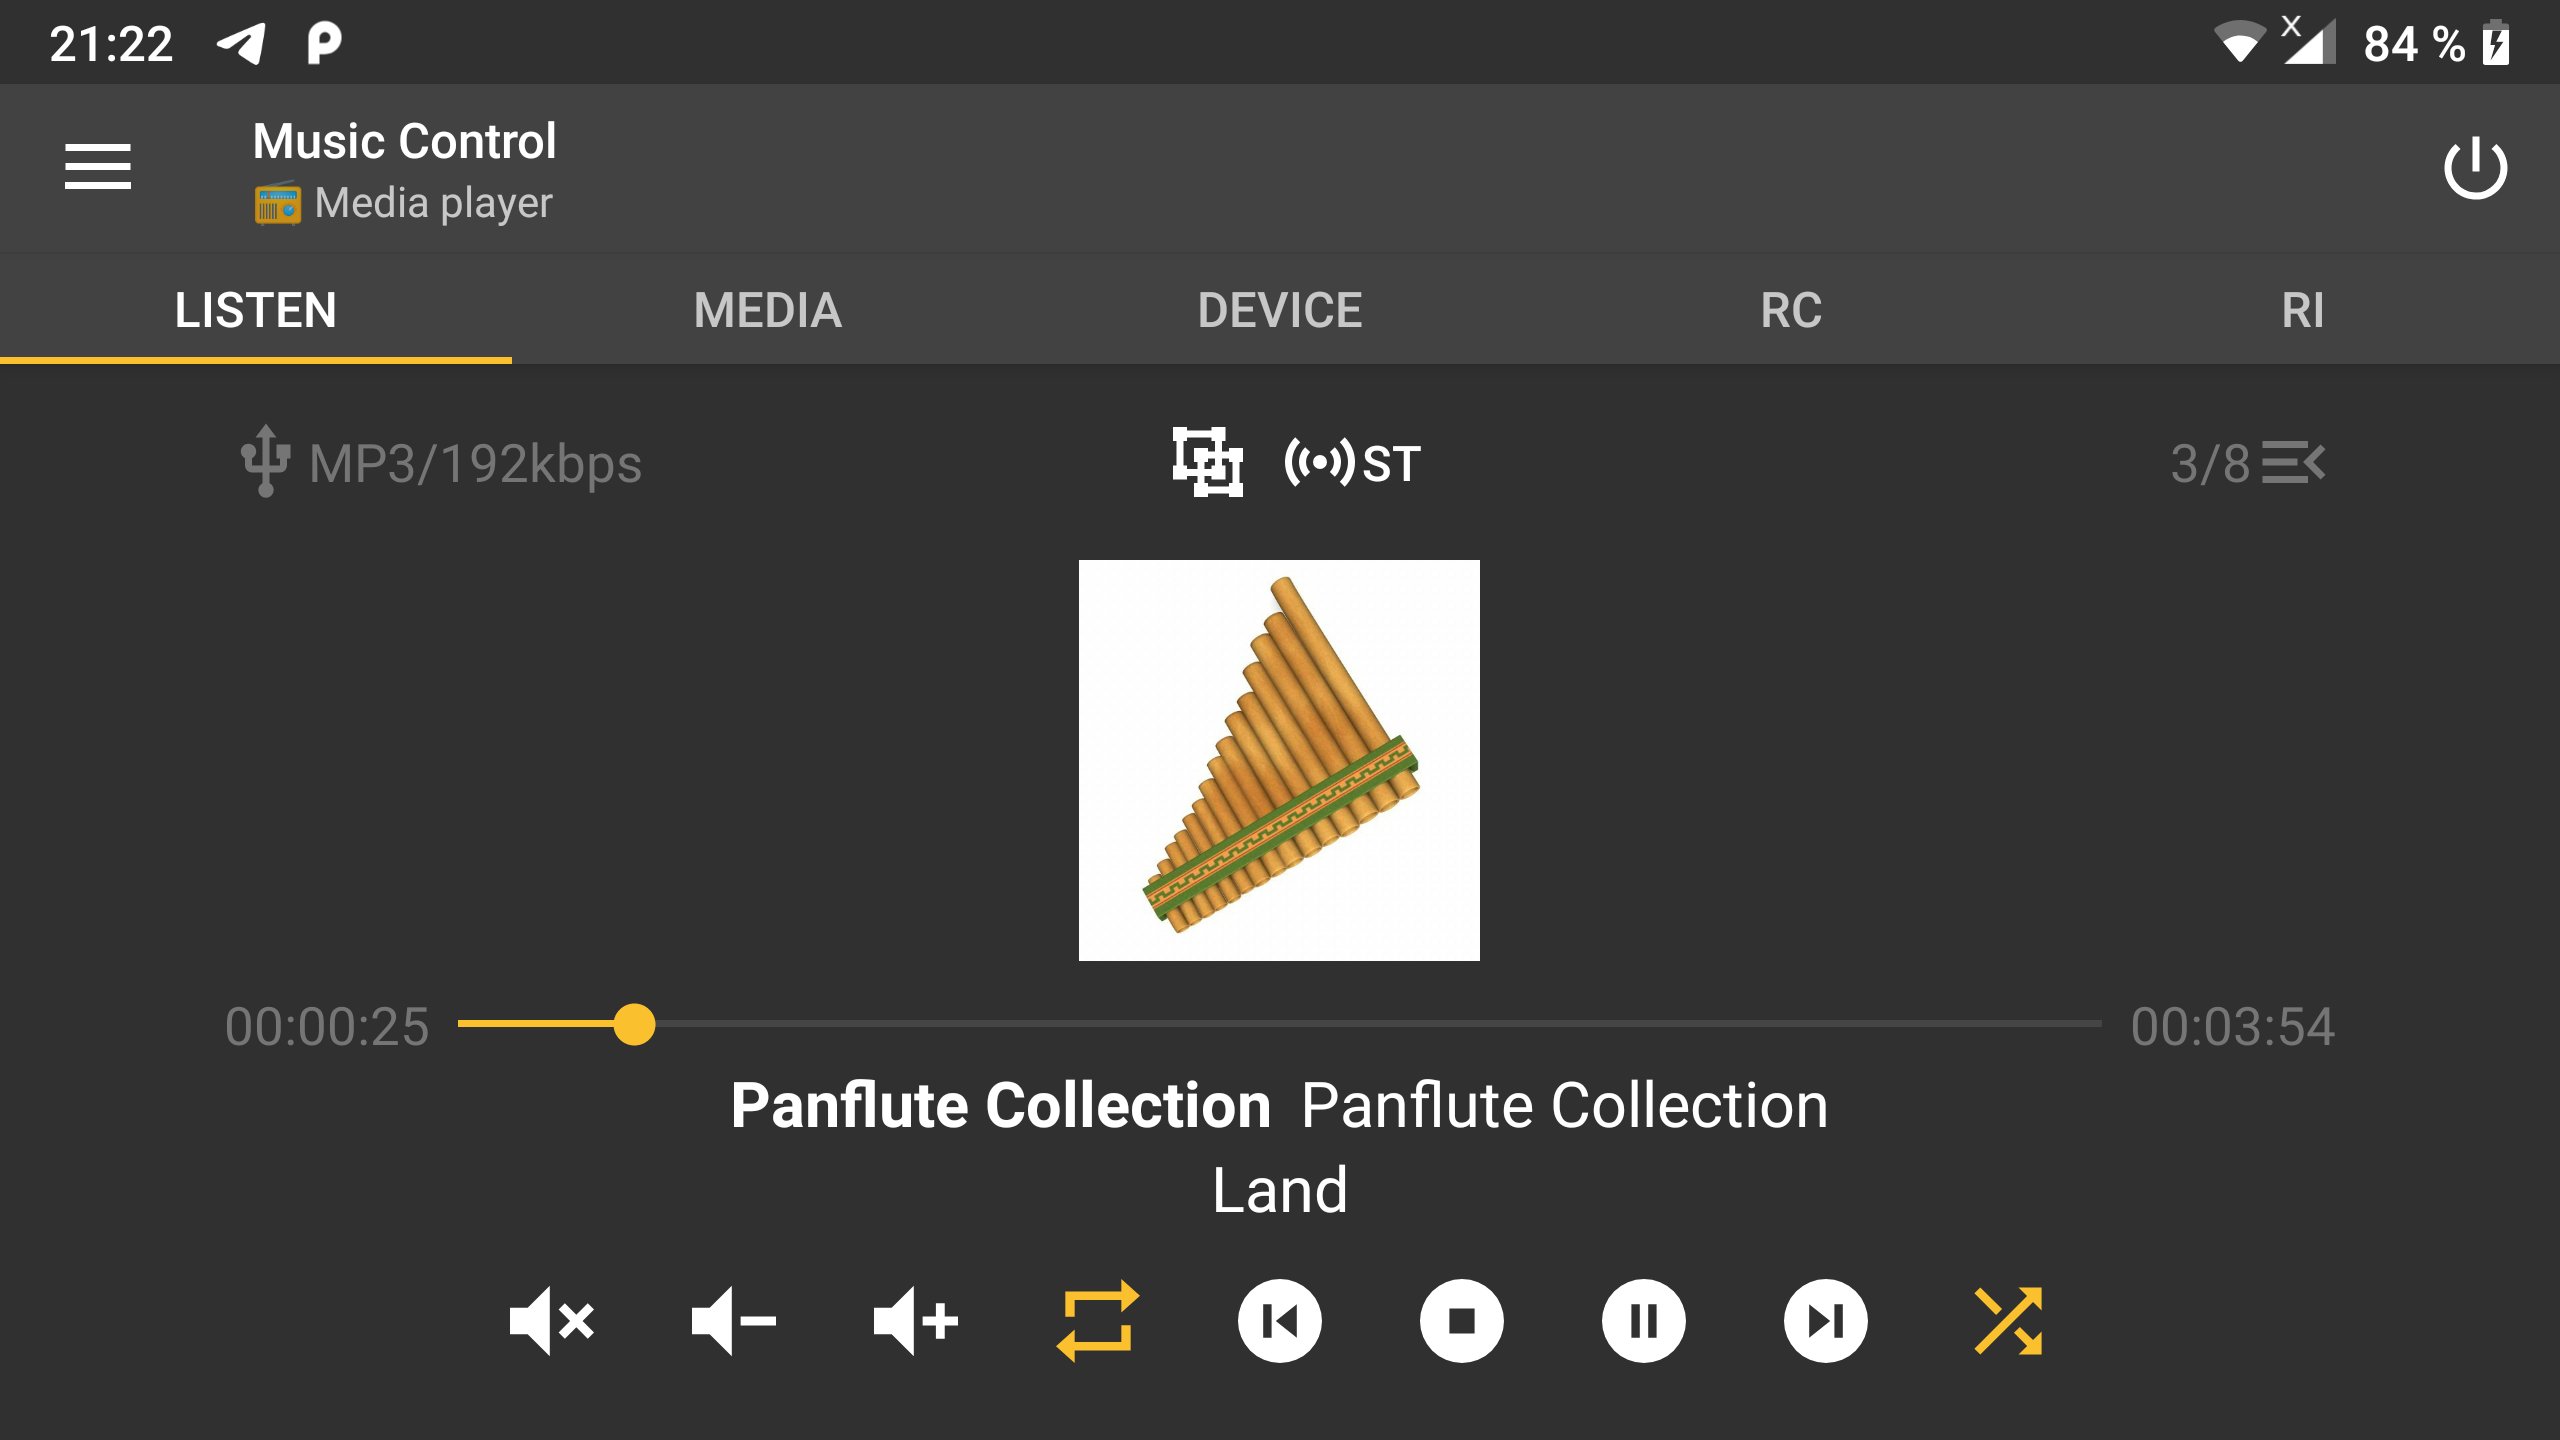 21:22 84 %
Music Control
Media player
LISTEN MEDIA DEVICE RC RI
MP3/192kbps ST 3/8
00:00:25 00:03:54
Panflute Collection Panflute Collection
Land